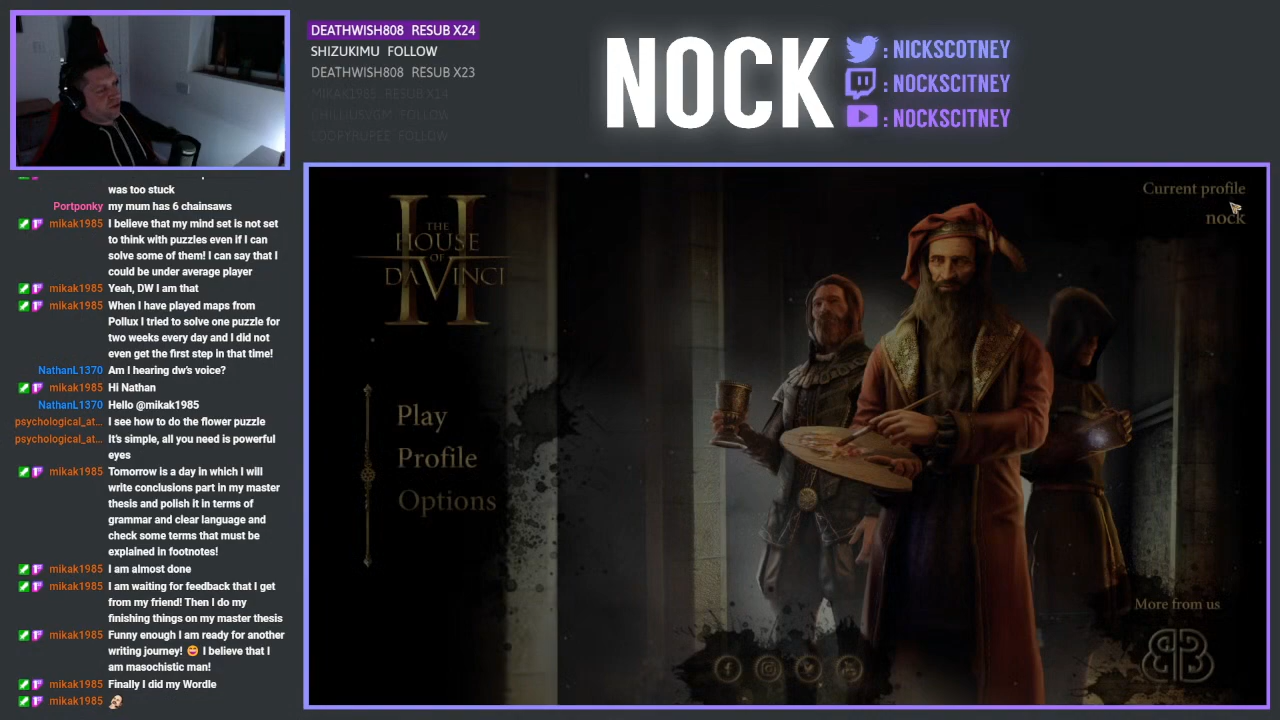 DEATHWISH808 RESUB X24
SHIZUKIMU FOLLOW
DEATHWISH808 RESUB X23
MIKAK1985 RESUB X14
CHILLIUSVGM FOLLOW
NOCK
: NICKSCOTNEY
: NOCKSCITNEY
: NOCKSCITNEY
was too stuck
Portponky my mum has 6 chainsaws
mikak1985 I believe that my mind set is not set
to think with puzzles even if I can
solve some of them! I can say that I
could be under average player
mikak1985 Yeah, DW I am that
mikak1985 When I have played maps from
Pollux I tried to solve one puzzle for
two weeks every day and I did not
even get the first step in that time!
NathanL1370 Am I hearing dw's voice?
mikak1985 Hi Nathan
NathanL1370 Hello @mikak1985
psychological_at... I see how to do the flower puzzle
psychological_at... It's simple, all you need is powerful
eyes
mikak1985 Tomorrow is a day in which I will
write conclusions part in my master
thesis and polish it in terms of
grammar and clear language and
check some terms that must be
explained in footnotes!
mikak1985 I am almost done
mikak1985 I am waiting for feedback that I get
from my friend! Then I do my
finishing things on my master thesis
mikak1985 Funny enough I am ready for another
writing journey! 😄 I believe that I
am masochistic man!
mikak1985 Finally I did my Wordle
mikak1985
II
THE
HOUSE
OF
DA VINCI
Play
Profile
Options
Current profile
nock
More from us